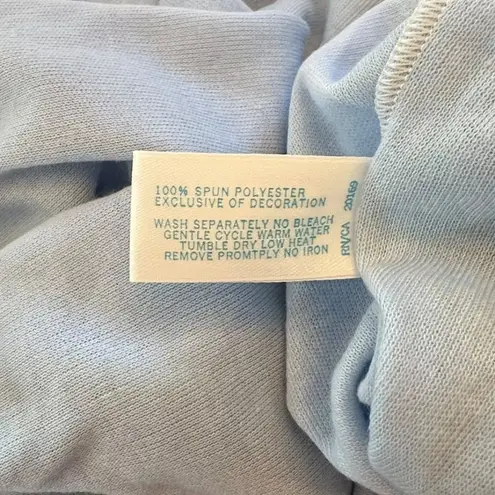 100% SPUN POLYESTER
EXCLUSIVE OF DECORATION
WASH SEPARATELY NO BLEACH
GENTLE CYCLE WARM WATER
TUMBLE DRY LOW HEAT
REMOVE PROMTPLY NO IRON
RN/CA 20169